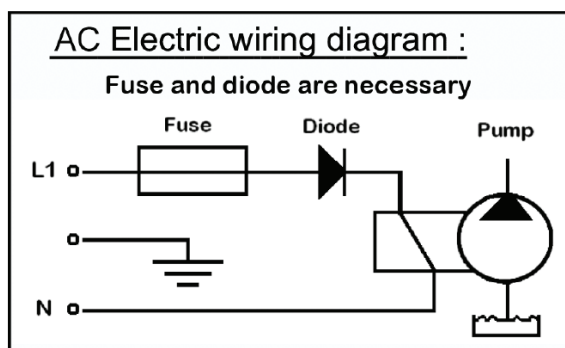 AC Electric wiring diagram :
Fuse and diode are necessary
Fuse
Diode
Pump
L1
N